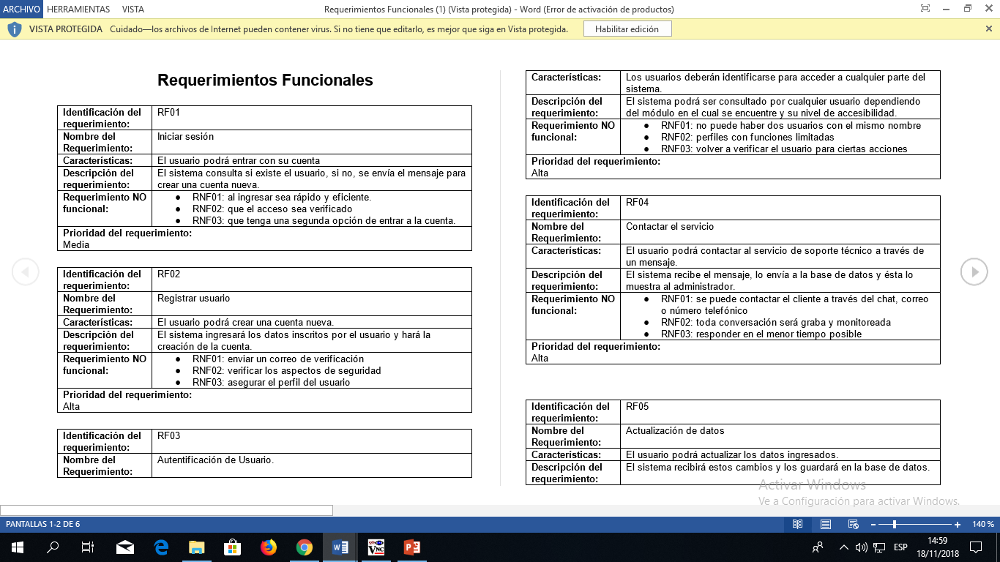 ARCHIVO HERRAMIENTAS VISTA
Requerimientos Funcionales (1) (Vista protegida) - Word (Error de activación de productos)
VISTA PROTEGIDA Cuidado—los archivos de Internet pueden contener virus. Si no tiene que editarlo, es mejor que siga en Vista protegida. Habilitar edición
Requerimientos Funcionales
Identificación del RF01
requerimiento:
Nombre del Iniciar sesión
Requerimiento:
Características: El usuario podrá entrar con su cuenta
Descripción del El sistema consulta si existe el usuario, si no, se envía el mensaje para
requerimiento: crear una cuenta nueva.
Requerimiento NO ● RNF01: al ingresar sea rápido y eficiente.
funcional: ● RNF02: que el acceso sea verificado
● RNF03: que tenga una segunda opción de entrar a la cuenta.
Prioridad del requerimiento:
Media
Identificación del RF02
requerimiento:
Nombre del Registrar usuario
Requerimiento:
Características: El usuario podrá crear una cuenta nueva.
Descripción del El sistema ingresará los datos inscritos por el usuario y hará la
requerimiento: creación de la cuenta.
Requerimiento NO ● RNF01: enviar un correo de verificación
funcional: ● RNF02: verificar los aspectos de seguridad
● RNF03: asegurar el perfil del usuario
Prioridad del requerimiento:
Alta
Identificación del RF03
requerimiento:
Nombre del Autentificación de Usuario.
Requerimiento:
Características: Los usuarios deberán identificarse para acceder a cualquier parte del
sistema.
Descripción del El sistema podrá ser consultado por cualquier usuario dependiendo
requerimiento: del módulo en el cual se encuentre y su nivel de accesibilidad.
Requerimiento NO ● RNF01: no puede haber dos usuarios con el mismo nombre
funcional: ● RNF02: perfiles con funciones limitadas
● RNF03: volver a verificar el usuario para ciertas acciones
Prioridad del requerimiento:
Alta
Identificación del RF04
requerimiento:
Nombre del Contactar el servicio
Requerimiento:
Características: El usuario podrá contactar al servicio de soporte técnico a través de
un mensaje.
Descripción del El sistema recibe el mensaje, lo envía a la base de datos y ésta lo
requerimiento: muestra al administrador.
Requerimiento NO ● RNF01: se puede contactar el cliente a través del chat, correo
funcional: o número telefónico
● RNF02: toda conversación será graba y monitoreada
● RNF03: responder en el menor tiempo posible
Prioridad del requerimiento:
Alta
Identificación del RF05
requerimiento:
Nombre del Actualización de datos
Requerimiento:
Características: El usuario podrá actualizar los datos ingresados.
Descripción del El sistema recibirá estos cambios y los guardará en la base de datos.
requerimiento:
Activar Windows
Ve a Configuración para activar Windows.
PANTALLAS 1-2 DE 6 140 %
ESP 14:59
18/11/2018